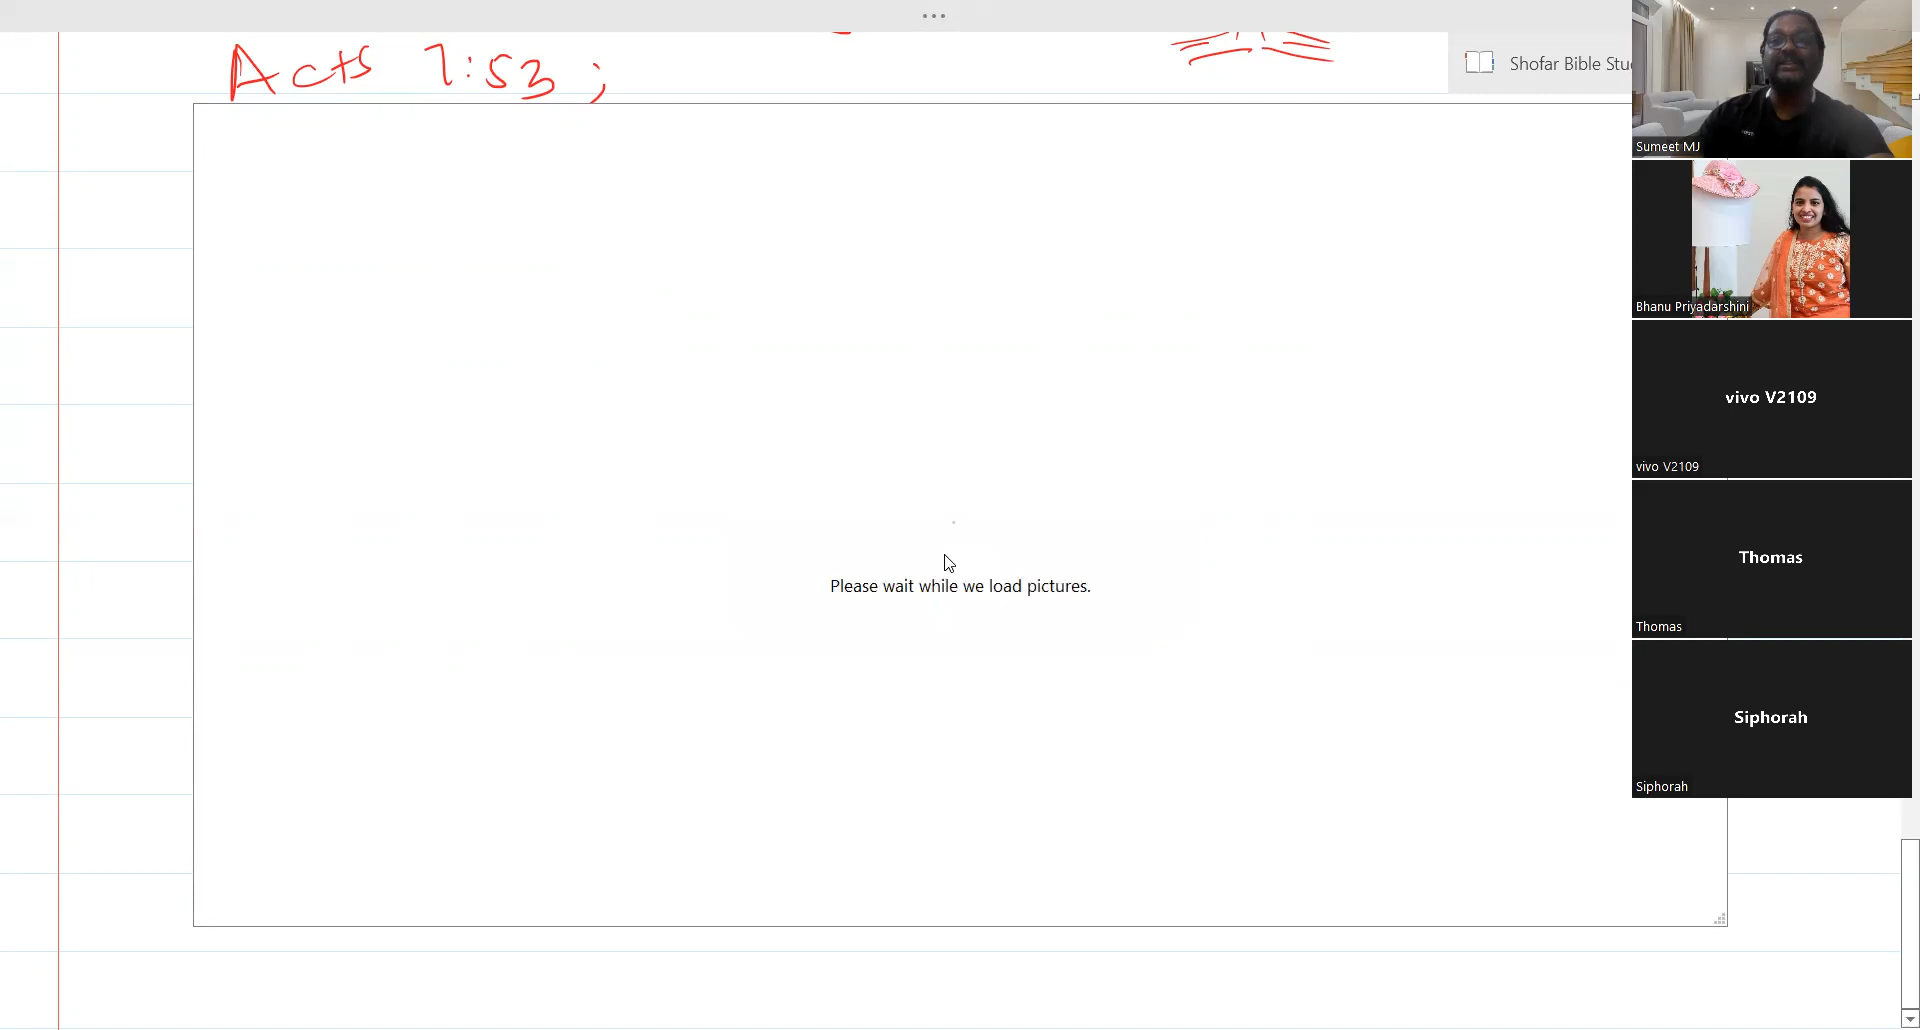 Acts 7:53 ;
Shofar Bible Stu
Sumeet MJ
Bhanu Priyadarshini
vivo V2109
vivo V2109
Please wait while we load pictures.
Thomas
Thomas
Siphorah
Siphorah